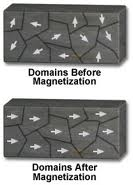 Domains Before
Magnetization
Domains After
Magnetization